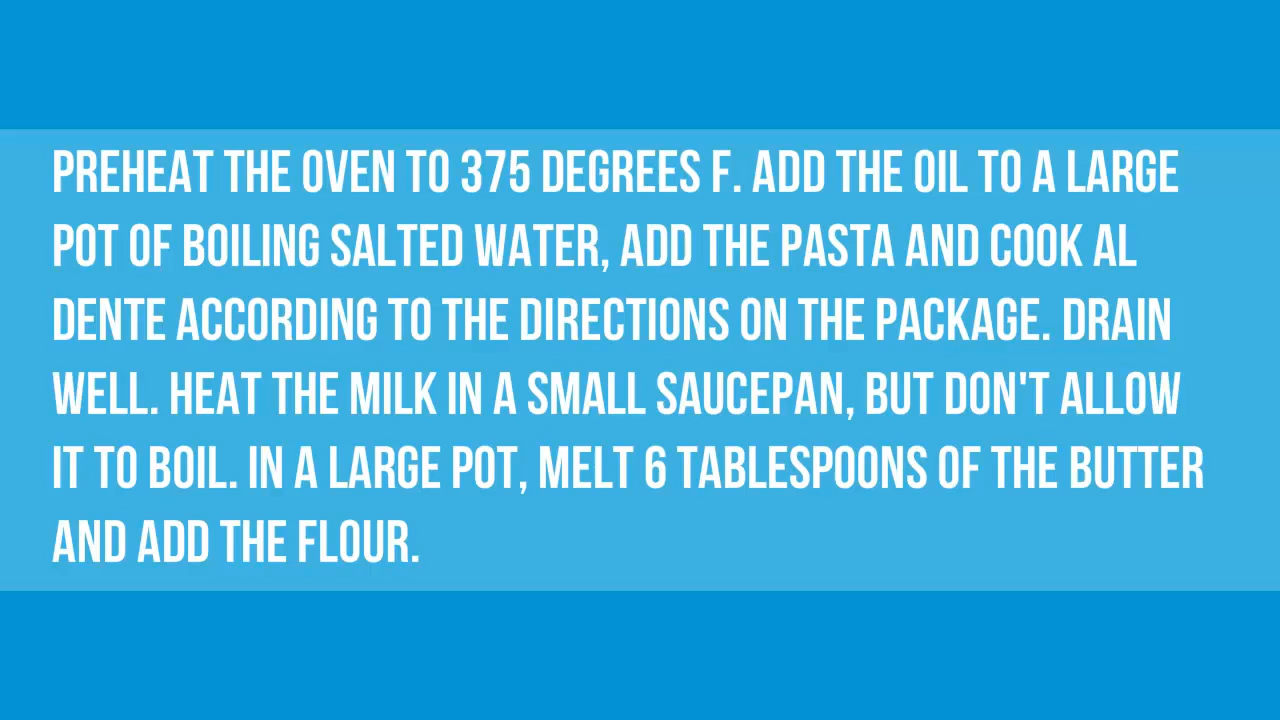 PREHEAT THE OVEN TO 375 DEGREES F. ADD THE OIL TO A LARGE
POT OF BOILING SALTED WATER, ADD THE PASTA AND COOK AL
DENTE ACCORDING TO THE DIRECTIONS ON THE PACKAGE. DRAIN
WELL. HEAT THE MILK IN A SMALL SAUCEPAN, BUT DON'T ALLOW
IT TO BOIL. IN A LARGE POT, MELT 6 TABLESPOONS OF THE BUTTER
AND ADD THE FLOUR.